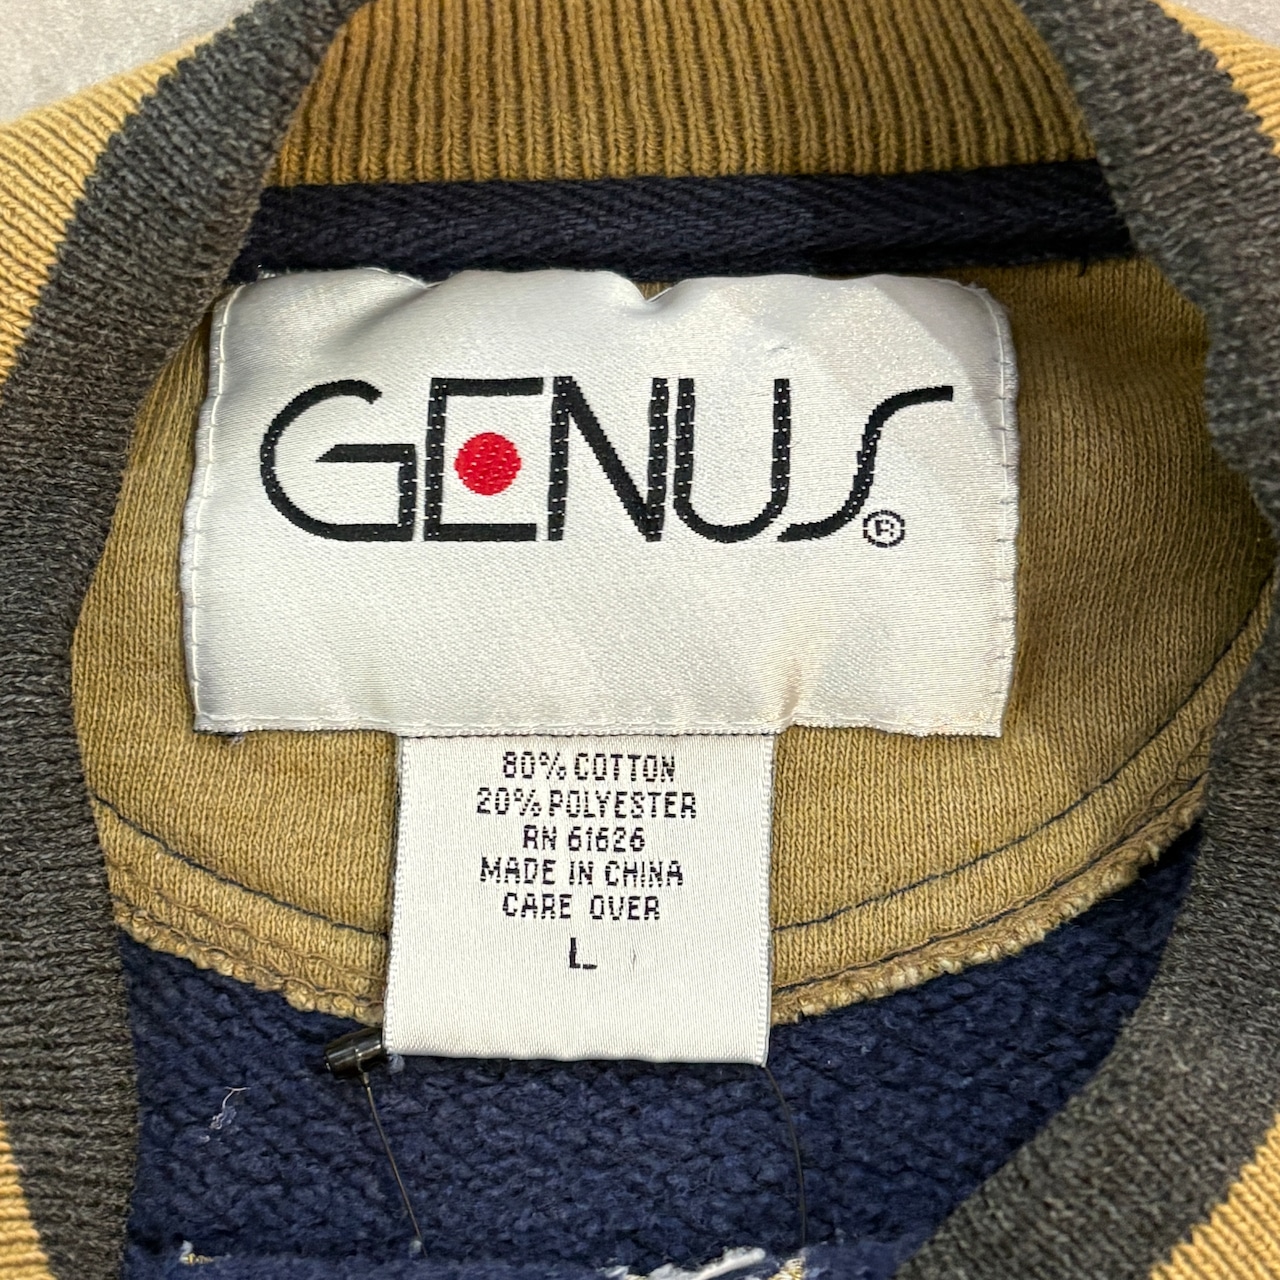 GENUS®
80% COTTON
20% POLYESTER
RN 61626
MADE IN CHINA
CARE OVER
L